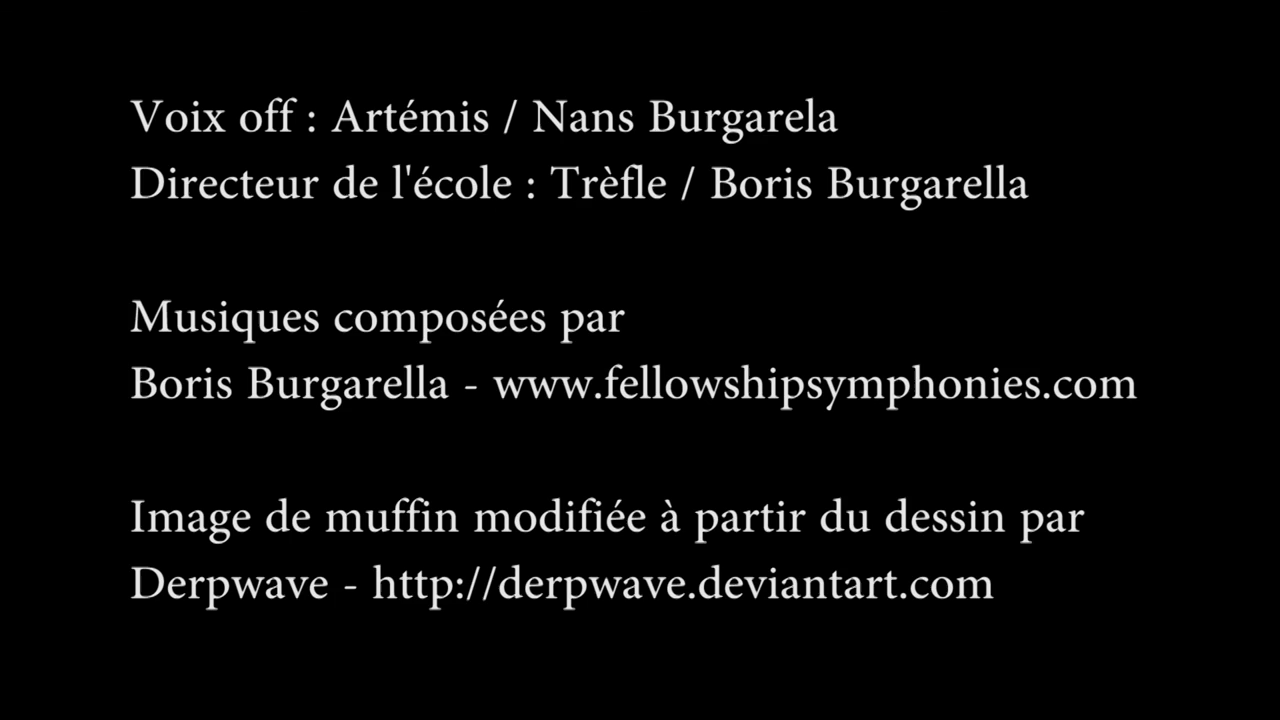 Voix off : Artémis / Nans Burgarela
Directeur de l'école : Trèfle / Boris Burgarella
Musiques composées par
Boris Burgarella - www.fellowshipsymphonies.com
Image de muffin modifiée à partir du dessin par
Derpwave - http://derpwave.deviantart.com